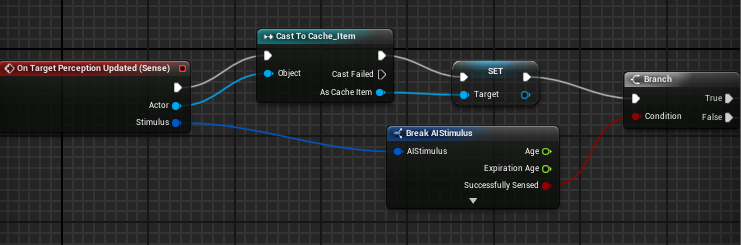 Cast To Cache_Item
Object
Cast Failed
As Cache Item
On Target Perception Updated (Sense)
Actor
Stimulus
SET
Target
Branch
True
Condition
False
Break AIStimulus
AIStimulus
Age
Expiration Age
Successfully Sensed